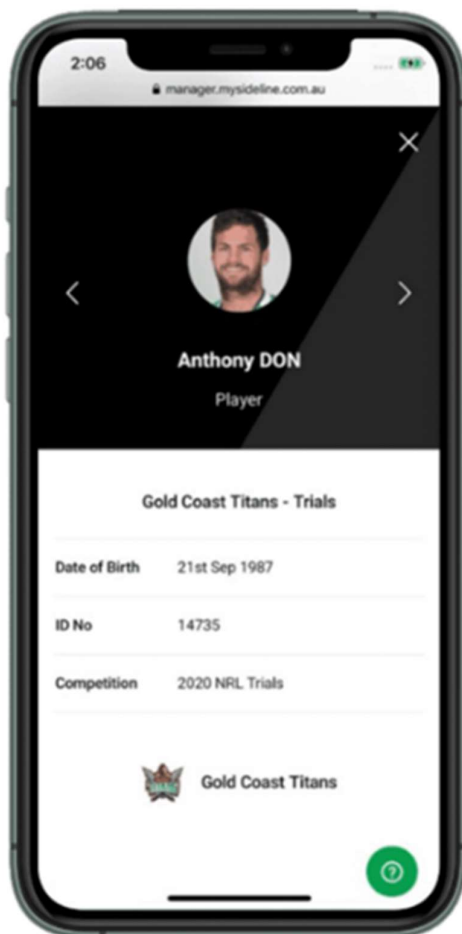 2:06
manager.mysideline.com.au
Anthony DON
Player
Gold Coast Titans - Trials
Date of Birth 21st Sep 1987
ID No 14735
Competition 2020 NRL Trials
Gold Coast Titans
?